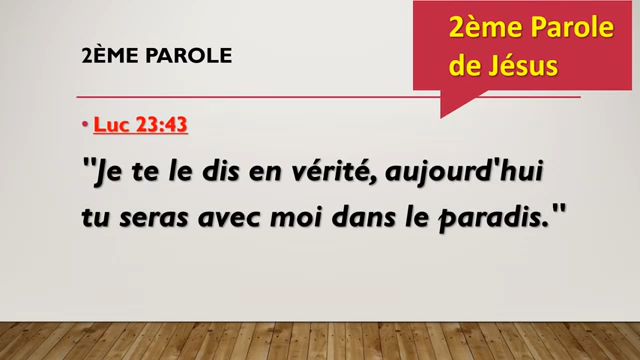 2ÈME PAROLE
2ème Parole
de Jésus
• Luc 23:43
"Je te le dis en vérité, aujourd'hui
tu seras avec moi dans le paradis."